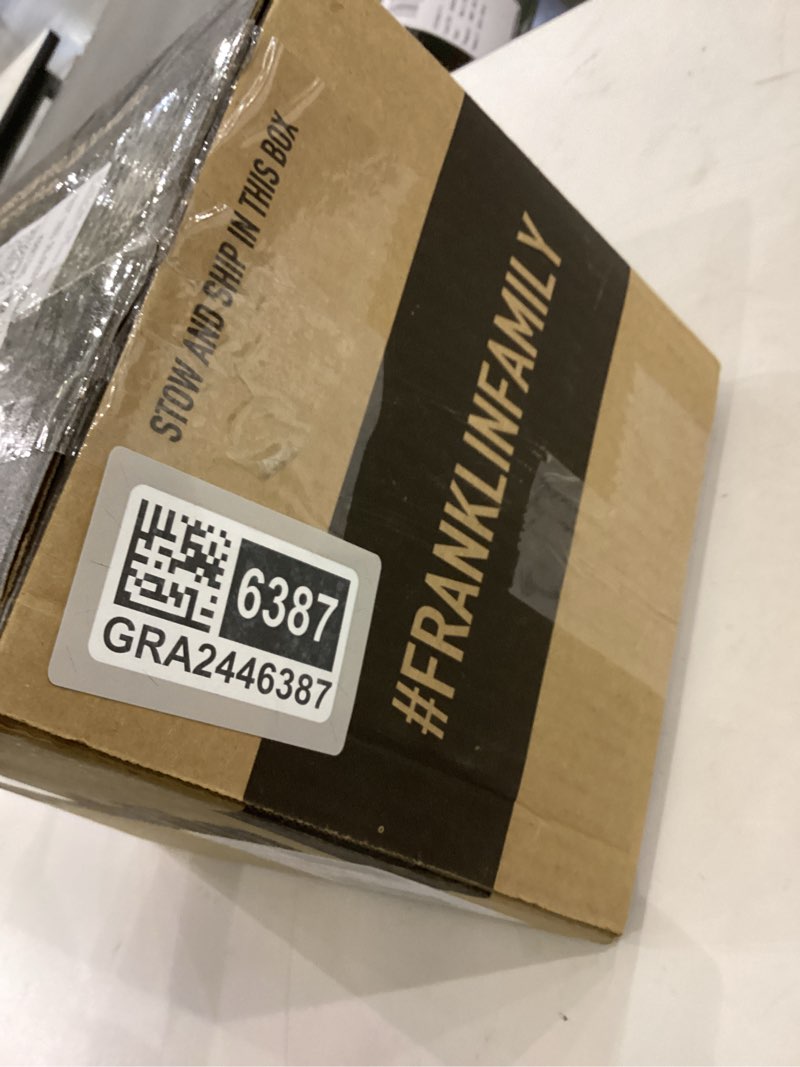 STOW AND SHIP IN THIS BOX
#FRANKLINFAMILY
6387
GRA2446387